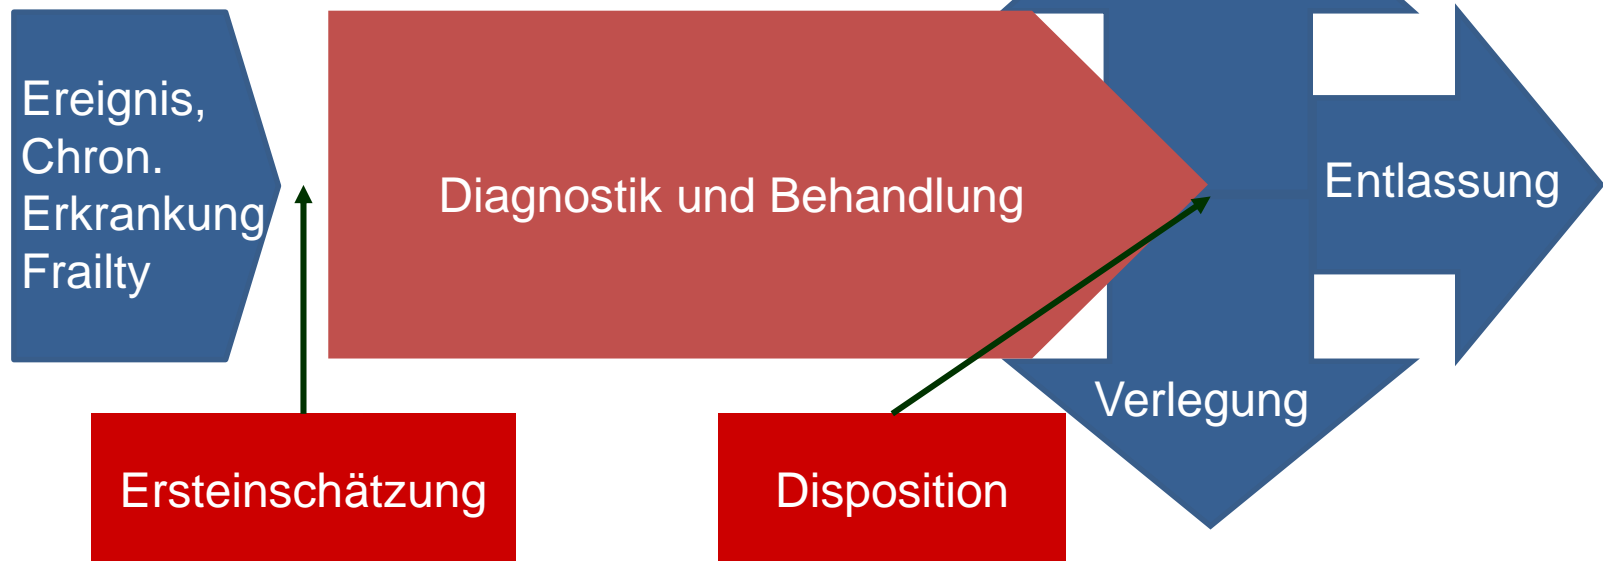 Ereignis,
Chron.
Erkrankung
Frailty
Diagnostik und Behandlung
Entlassung
Verlegung
Ersteinschätzung
Disposition